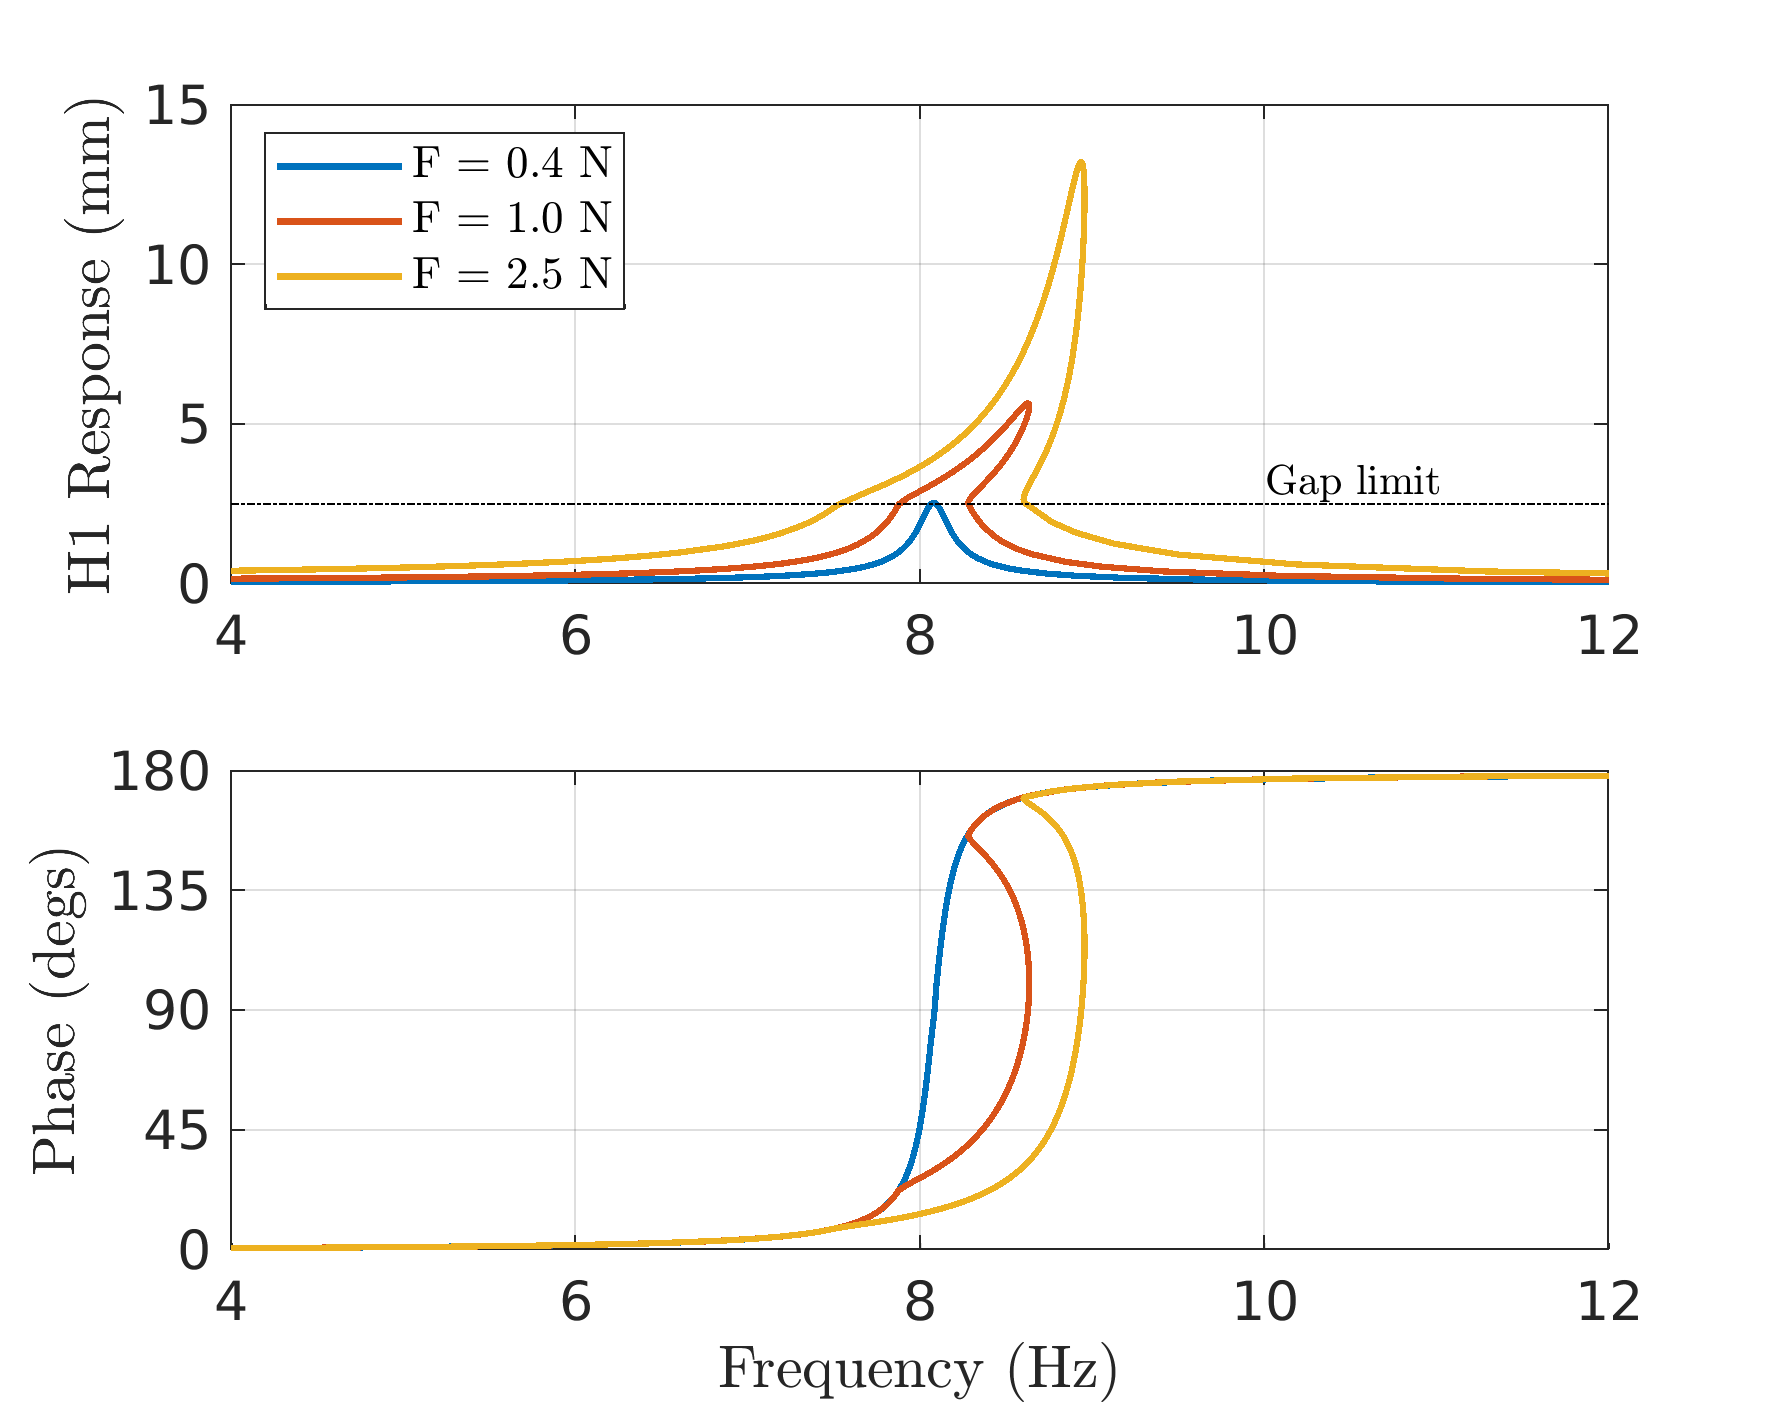 H1 Response (mm)
15
10
5
0
F = 0.4 N
F = 1.0 N
F = 2.5 N
Gap limit
4 6 8 10 12
Phase (degs)
180
135
90
45
0
4 6 8 10 12
Frequency (Hz)